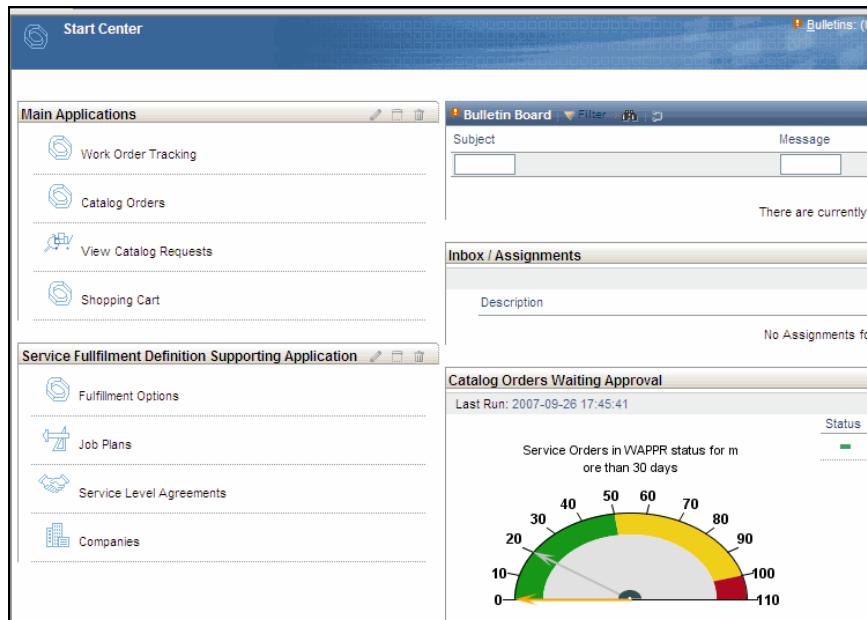 Start Center
Bulletins: (
Main Applications
Work Order Tracking
Catalog Orders
View Catalog Requests
Shopping Cart
Service Fullfilment Definition Supporting Application
Fulfillment Options
Job Plans
Service Level Agreements
Companies
Bulletin Board Filter
Subject Message
There are currently
Inbox / Assignments
Description
No Assignments fo
Catalog Orders Waiting Approval
Last Run: 2007-09-26 17:45:41
Status
Service Orders in WAPPR status for m
ore than 30 days
0
10
20
30
40
50
60
70
80
90
100
110